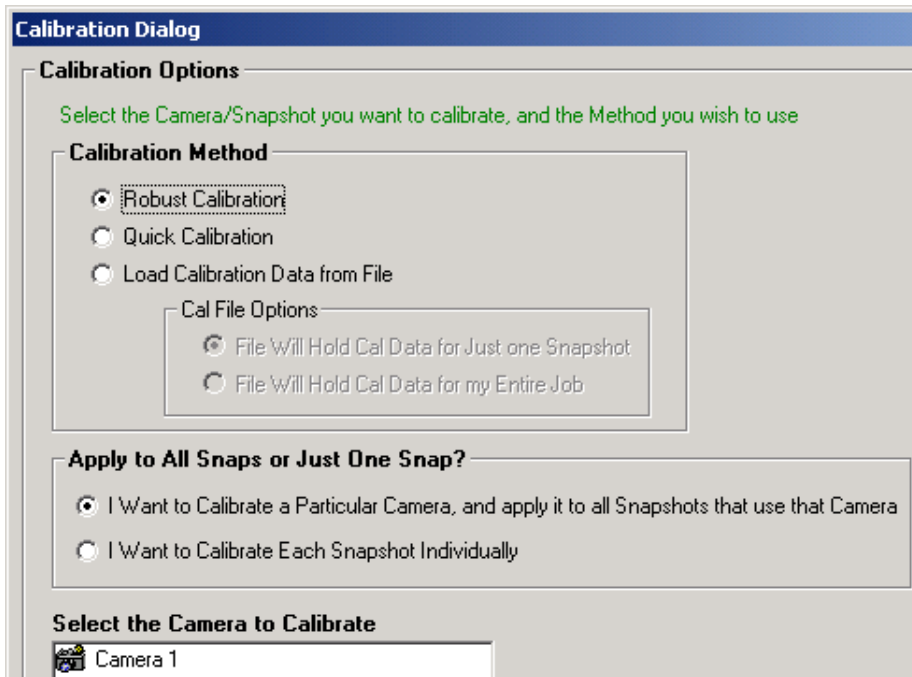 Calibration Dialog
Calibration Options
Select the Camera/Snapshot you want to calibrate, and the Method you wish to use
Calibration Method
Robust Calibration
Quick Calibration
Load Calibration Data from File
Cal File Options
File Will Hold Cal Data for Just one Snapshot
File Will Hold Cal Data for my Entire Job
Apply to All Snaps or Just One Snap?
I Want to Calibrate a Particular Camera, and apply it to all Snapshots that use that Camera
I Want to Calibrate Each Snapshot Individually
Select the Camera to Calibrate
Camera 1